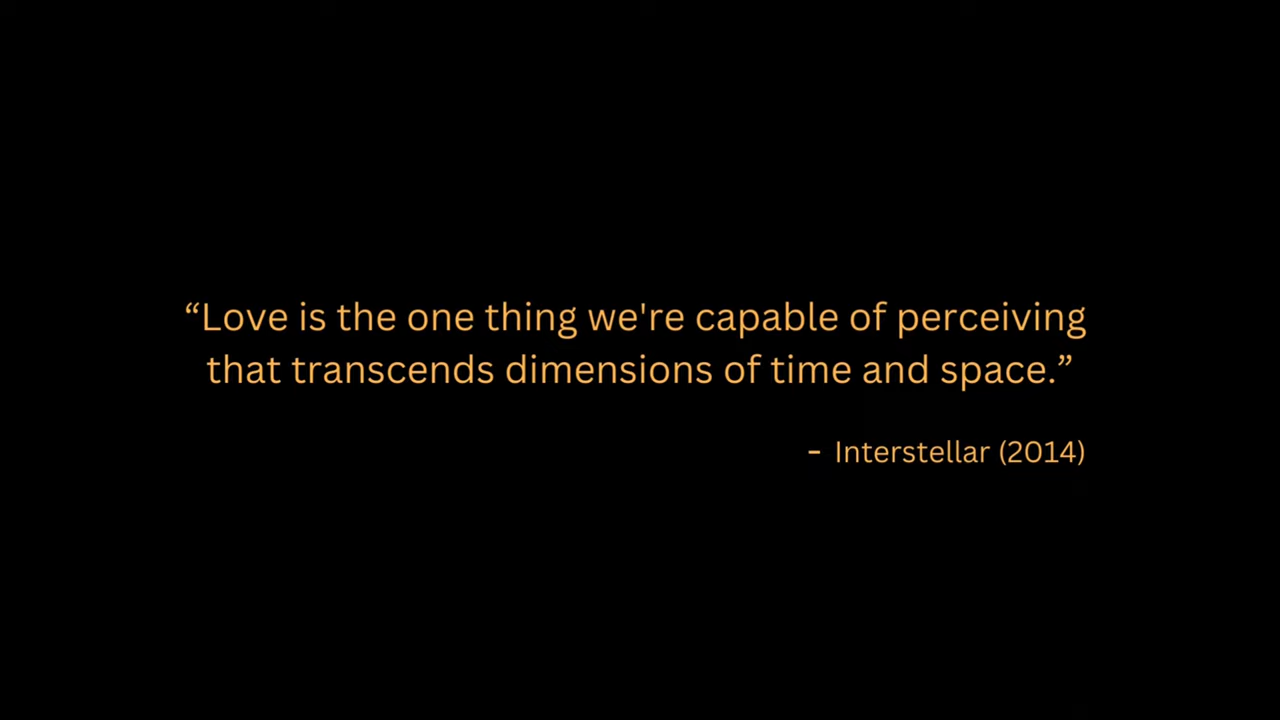 “Love is the one thing we're capable of perceiving
that transcends dimensions of time and space.”
- Interstellar (2014)